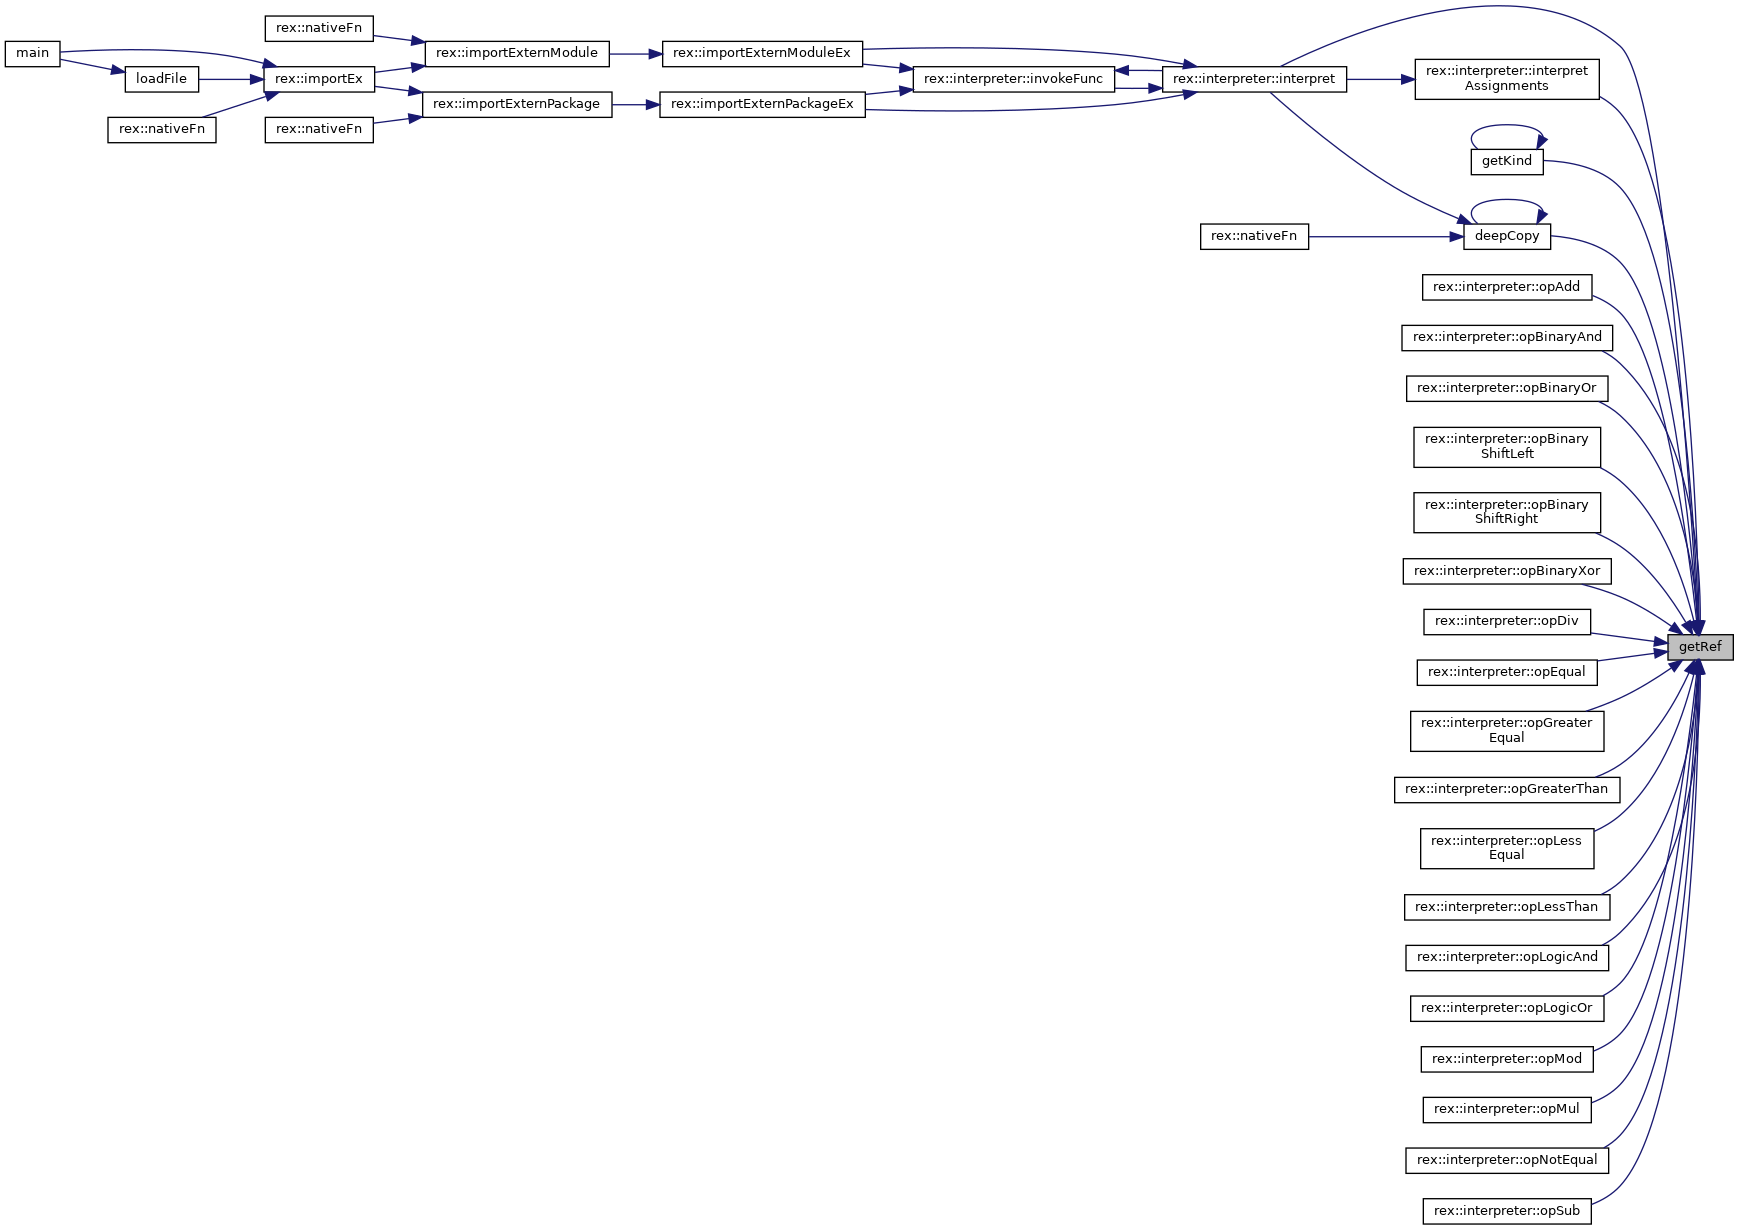 rex::nativeFn
main
rex::importExternModule
rex::importExternModuleEx
loadFile
rex::importEx
rex::interpreter::invokeFunc
rex::interpreter::interpret
rex::interpreter::interpret
Assignments
rex::importExternPackage
rex::importExternPackageEx
rex::nativeFn
rex::nativeFn
getKind
rex::nativeFn
deepCopy
rex::interpreter::opAdd
rex::interpreter::opBinaryAnd
rex::interpreter::opBinaryOr
rex::interpreter::opBinary
ShiftLeft
rex::interpreter::opBinary
ShiftRight
rex::interpreter::opBinaryXor
rex::interpreter::opDiv
getRef
rex::interpreter::opEqual
rex::interpreter::opGreater
Equal
rex::interpreter::opGreaterThan
rex::interpreter::opLess
Equal
rex::interpreter::opLessThan
rex::interpreter::opLogicAnd
rex::interpreter::opLogicOr
rex::interpreter::opMod
rex::interpreter::opMul
rex::interpreter::opNotEqual
rex::interpreter::opSub